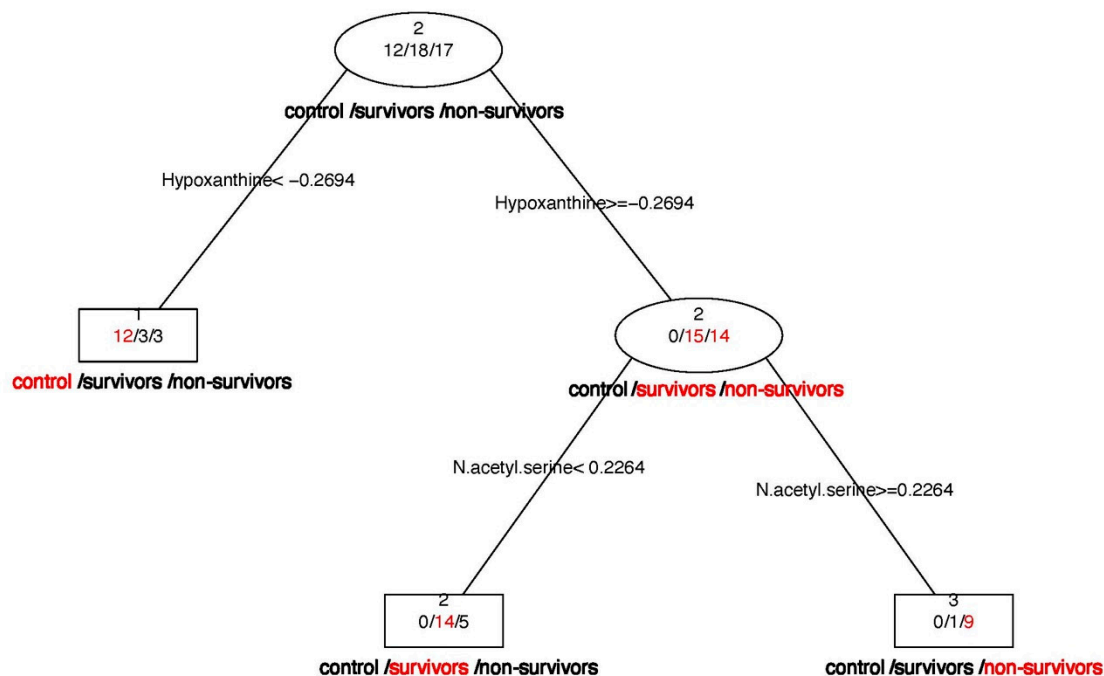 2
12/18/17
control /survivors /non-survivors
Hypoxanthine< −0.2694
Hypoxanthine>=−0.2694
1
12/3/3
control /survivors /non-survivors
2
0/15/14
control /survivors /non-survivors
N.acetyl.serine< 0.2264
N.acetyl.serine>=0.2264
2
0/14/5
control /survivors /non-survivors
3
0/1/9
control /survivors /non-survivors